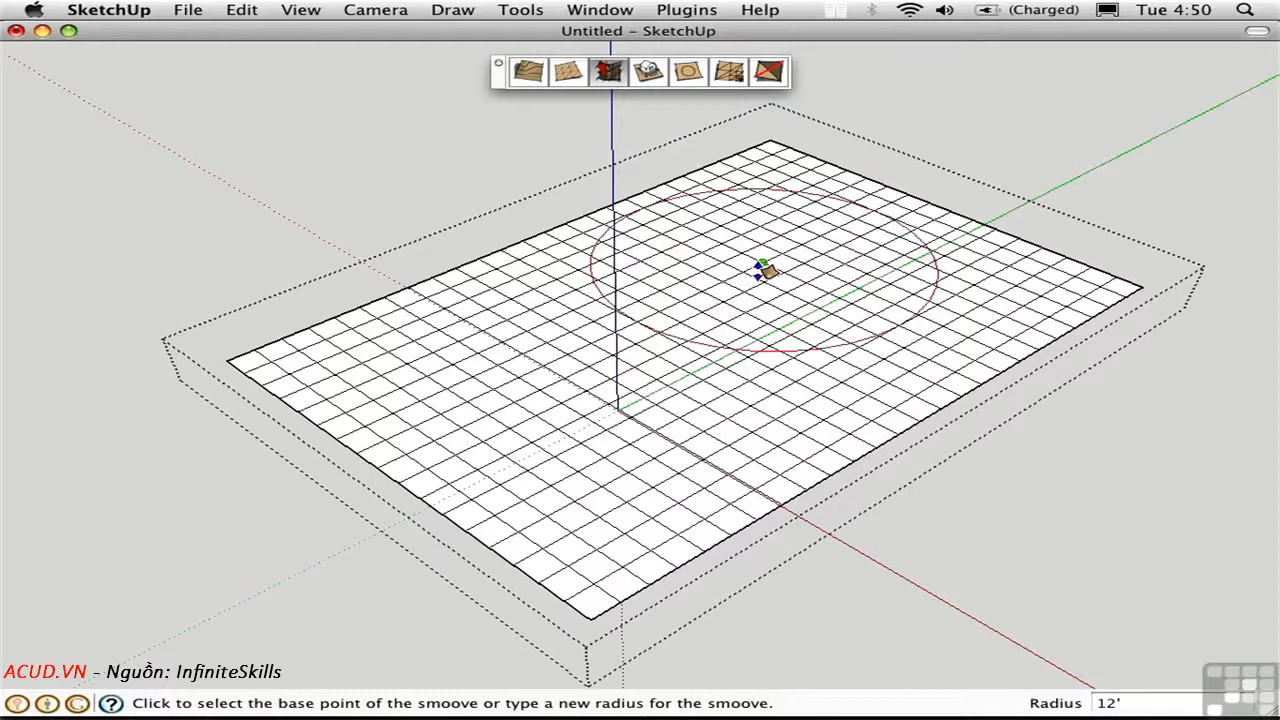 SketchUp File Edit View Camera Draw Tools Window Plugins Help (Charged) Tue 4:50
Untitled - SketchUp
ACUD.VN - Nguồn: InfiniteSkills
Click to select the base point of the smoove or type a new radius for the smoove. Radius 12'